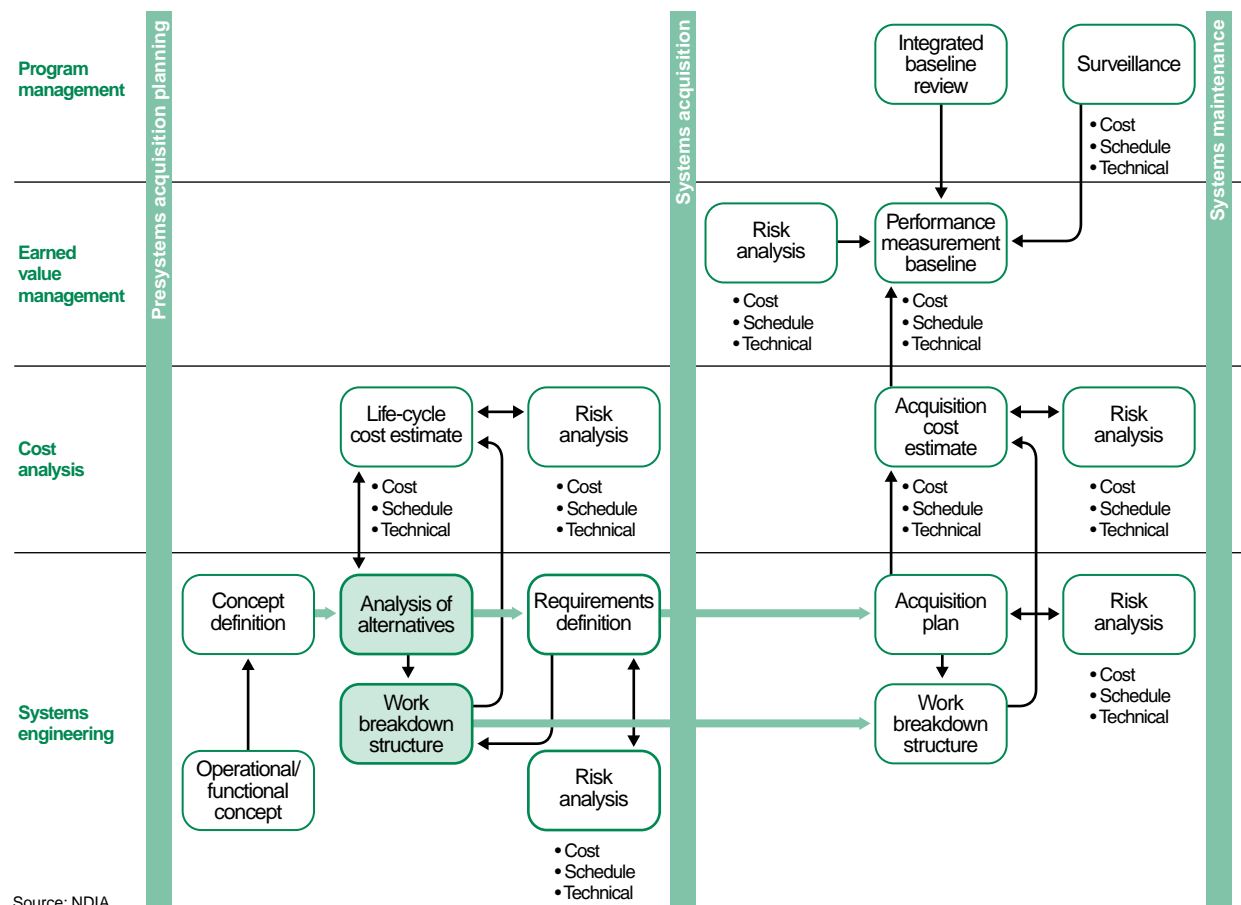 Presystems acquisition planning
Systems acquisition
Systems maintenance
Program
management
Integrated
baseline
review
Surveillance
• Cost
• Schedule
• Technical
Earned
value
management
Risk
analysis
• Cost
• Schedule
• Technical
Performance
measurement
baseline
• Cost
• Schedule
• Technical
Cost
analysis
Life-cycle
cost estimate
• Cost
• Schedule
• Technical
Risk
analysis
• Cost
• Schedule
• Technical
Acquisition
cost
estimate
• Cost
• Schedule
• Technical
Risk
analysis
• Cost
• Schedule
• Technical
Systems
engineering
Concept
definition
Analysis of
alternatives
Requirements
definition
Acquisition
plan
Risk
analysis
• Cost
• Schedule
• Technical
Operational/
functional
concept
Work
breakdown
structure
Risk
analysis
• Cost
• Schedule
• Technical
Work
breakdown
structure
Source: NDIA